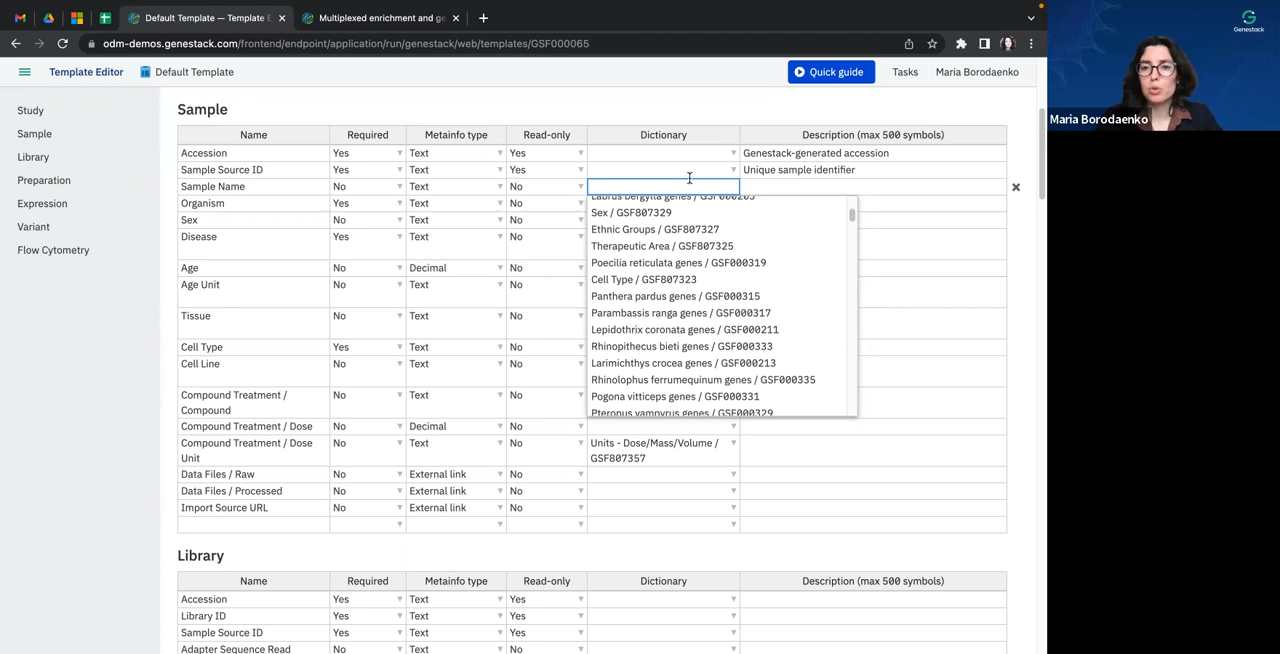 Default Template — Template E
Multiplexed enrichment and ge
odm-demos.genestack.com/frontend/endpoint/application/run/genestack/web/templates/GSF000065
Genestack
Template Editor Default Template Quick guide Tasks Maria Borodaenko
Maria Borodaenko
Study
Sample
Library
Preparation
Expression
Variant
Flow Cytometry
Sample
Name Required Metainfo type Read-only Dictionary Description (max 500 symbols)
Accession Yes Text Yes Genestack-generated accession
Sample Source ID Yes Text Yes Unique sample identifier
Sample Name No Text No
Organism Yes Text No
Sex No Text No
Disease Yes Text No
Age No Decimal No
Age Unit No Text No
Tissue No Text No
Cell Type Yes Text No
Cell Line No Text No
Compound Treatment / No Text No
Compound
Compound Treatment / Dose No Decimal No
Compound Treatment / Dose No Text No Units - Dose/Mass/Volume /
Unit GSF807357
Data Files / Raw No External link No
Data Files / Processed No External link No
Import Source URL No External link No
Labrus bergylta genes / GSF000203
Sex / GSF807329
Ethnic Groups / GSF807327
Therapeutic Area / GSF807325
Poecilia reticulata genes / GSF000319
Cell Type / GSF807323
Panthera pardus genes / GSF000315
Parambassis ranga genes / GSF000317
Lepidothrix coronata genes / GSF000211
Rhinopithecus bieti genes / GSF000333
Larimichthys crocea genes / GSF000213
Rhinolophus ferrumequinum genes / GSF000335
Pogona vitticeps genes / GSF000331
Pteropus vampyrus genes / GSF000329
Library
Name Required Metainfo type Read-only Dictionary Description (max 500 symbols)
Accession Yes Text Yes
Library ID Yes Text Yes
Sample Source ID Yes Text Yes
Adapter Sequence Read No Text No